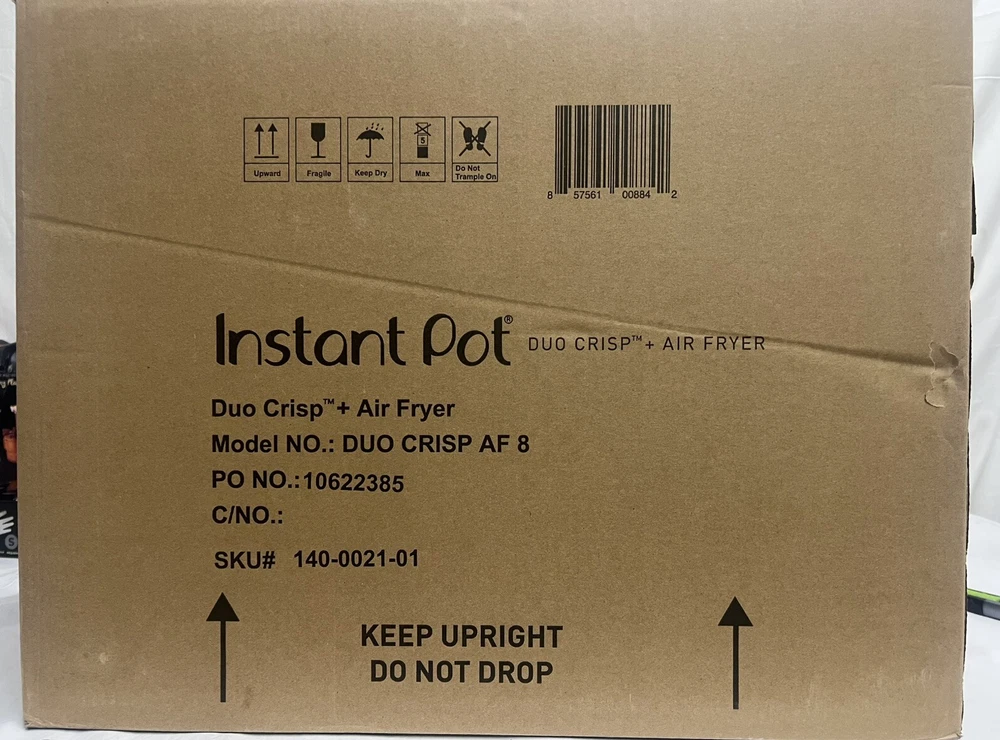 Upward
Fragile
Keep Dry
5
Max
Do Not
Trample On
8 57561 00884 2
Instant Pot® DUO CRISP™+ AIR FRYER
Duo Crisp™+ Air Fryer
Model NO.: DUO CRISP AF 8
PO NO.:10622385
C/NO.:
SKU# 140-0021-01
KEEP UPRIGHT
DO NOT DROP
S